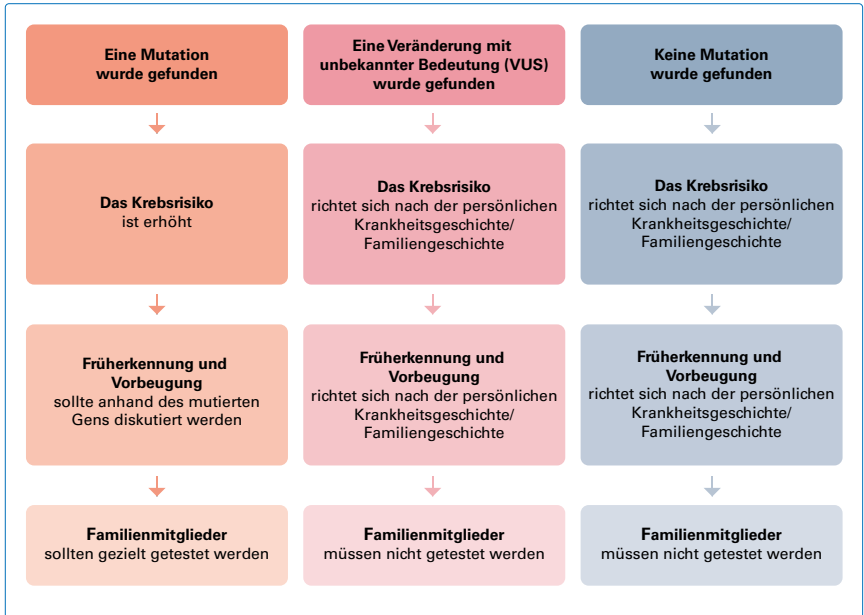 Eine Mutation
wurde gefunden
Das Krebsrisiko
ist erhöht
Früherkennung und
Vorbeugung
sollte anhand des mutierten
Gens diskutiert werden
Familienmitglieder
sollten gezielt getestet werden
Eine Veränderung mit
unbekannter Bedeutung (VUS)
wurde gefunden
Das Krebsrisiko
richtet sich nach der persönlichen
Krankheitsgeschichte/
Familiengeschichte
Früherkennung und
Vorbeugung
richtet sich nach der persönlichen
Krankheitsgeschichte/
Familiengeschichte
Familienmitglieder
müssen nicht getestet werden
Keine Mutation
wurde gefunden
Das Krebsrisiko
richtet sich nach der persönlichen
Krankheitsgeschichte/
Familiengeschichte
Früherkennung und
Vorbeugung
richtet sich nach der persönlichen
Krankheitsgeschichte/
Familiengeschichte
Familienmitglieder
müssen nicht getestet werden